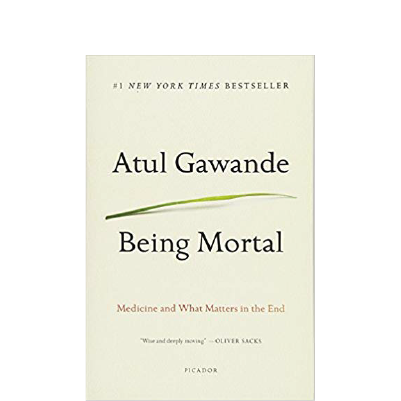 #1 NEW YORK TIMES BESTSELLER
Atul Gawande
Being Mortal
Medicine and What Matters in the End
"Wise and deeply moving" — OLIVER SACKS
PICADOR